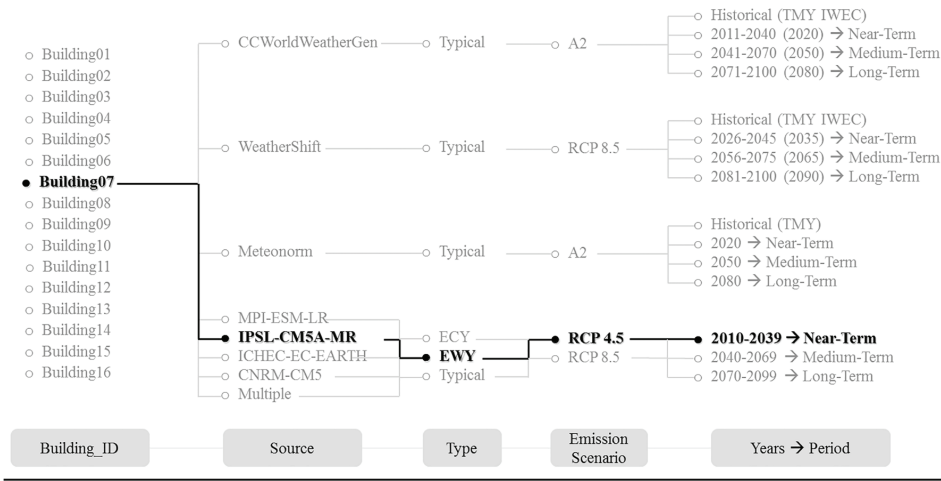 Building01
Building02
Building03
Building04
Building05
Building06
Building07
Building08
Building09
Building10
Building11
Building12
Building13
Building14
Building15
Building16
CCWorldWeatherGen
Typical
A2
Historical (TMY IWEC)
2011-2040 (2020) → Near-Term
2041-2070 (2050) → Medium-Term
2071-2100 (2080) → Long-Term
WeatherShift
Typical
RCP 8.5
Historical (TMY IWEC)
2026-2045 (2035) → Near-Term
2056-2075 (2065) → Medium-Term
2081-2100 (2090) → Long-Term
Meteonorm
Typical
A2
Historical (TMY)
2020 → Near-Term
2050 → Medium-Term
2080 → Long-Term
MPI-ESM-LR
IPSL-CM5A-MR
ICHEC-EC-EARTH
CNRM-CM5
Multiple
ECY
EWY
Typical
RCP 4.5
RCP 8.5
2010-2039 → Near-Term
2040-2069 → Medium-Term
2070-2099 → Long-Term
Building_ID
Source
Type
Emission
Scenario
Years → Period